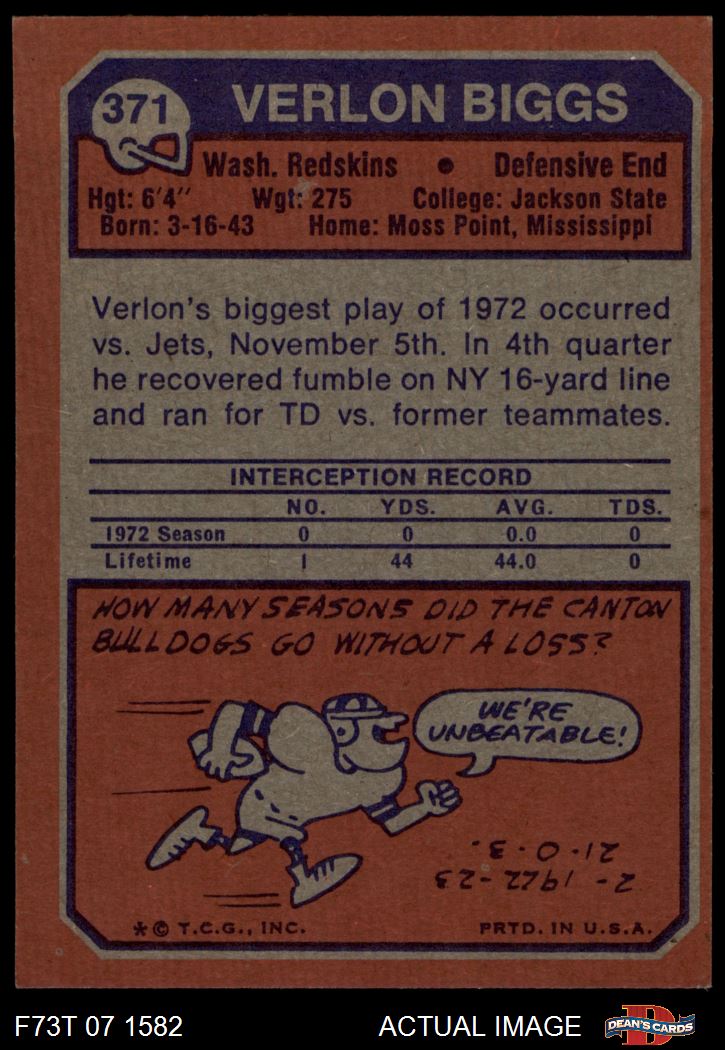 371
VERLON BIGGS
Wash. Redskins • Defensive End
Hgt: 6'4" Wgt: 275 College: Jackson State
Born: 3-16-43 Home: Moss Point, Mississippi
Verlon's biggest play of 1972 occurred
vs. Jets, November 5th. In 4th quarter
he recovered fumble on NY 16-yard line
and ran for TD vs. former teammates.
INTERCEPTION RECORD
NO. YDS. AVG. TDS.
1972 Season 0 0 0.0 0
Lifetime 1 44 44.0 0
HOW MANY SEASONS DID THE CANTON
BULLDOGS GO WITHOUT A LOSS?
WE'RE
UNBEATABLE!
2- 1922-23
21-0-3.
*© T.C.G., INC. PRTD. IN U.S.A.
F73T 07 1582 ACTUAL IMAGE
D
DEAN'S CARDS